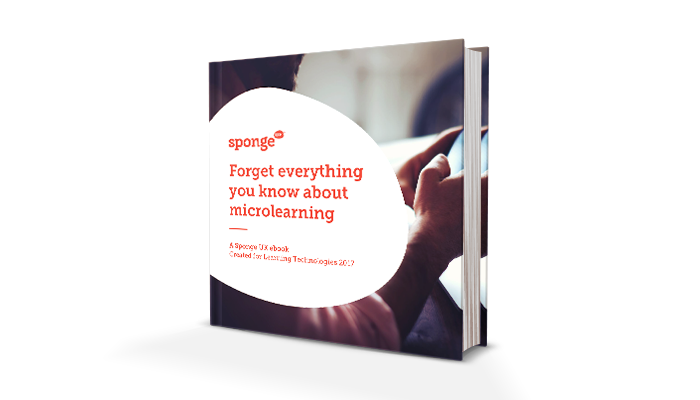 sponge UK
Forget everything
you know about
microlearning
A Sponge UK ebook
Created for Learning Technologies 2017